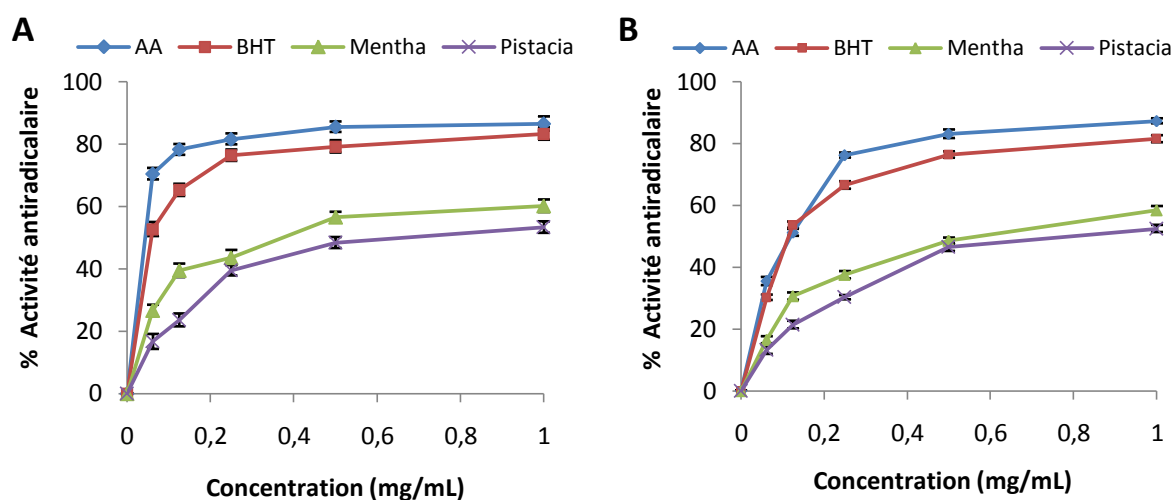 A
AA BHT Mentha Pistacia
% Activité antiradicalaire
100
80
60
40
20
0
0 0,2 0,4 0,6 0,8 1
Concentration (mg/mL)
B
AA BHT Mentha Pistacia
% Activité antiradicalaire
100
80
60
40
20
0
0 0,2 0,4 0,6 0,8 1
Concentration (mg/mL)